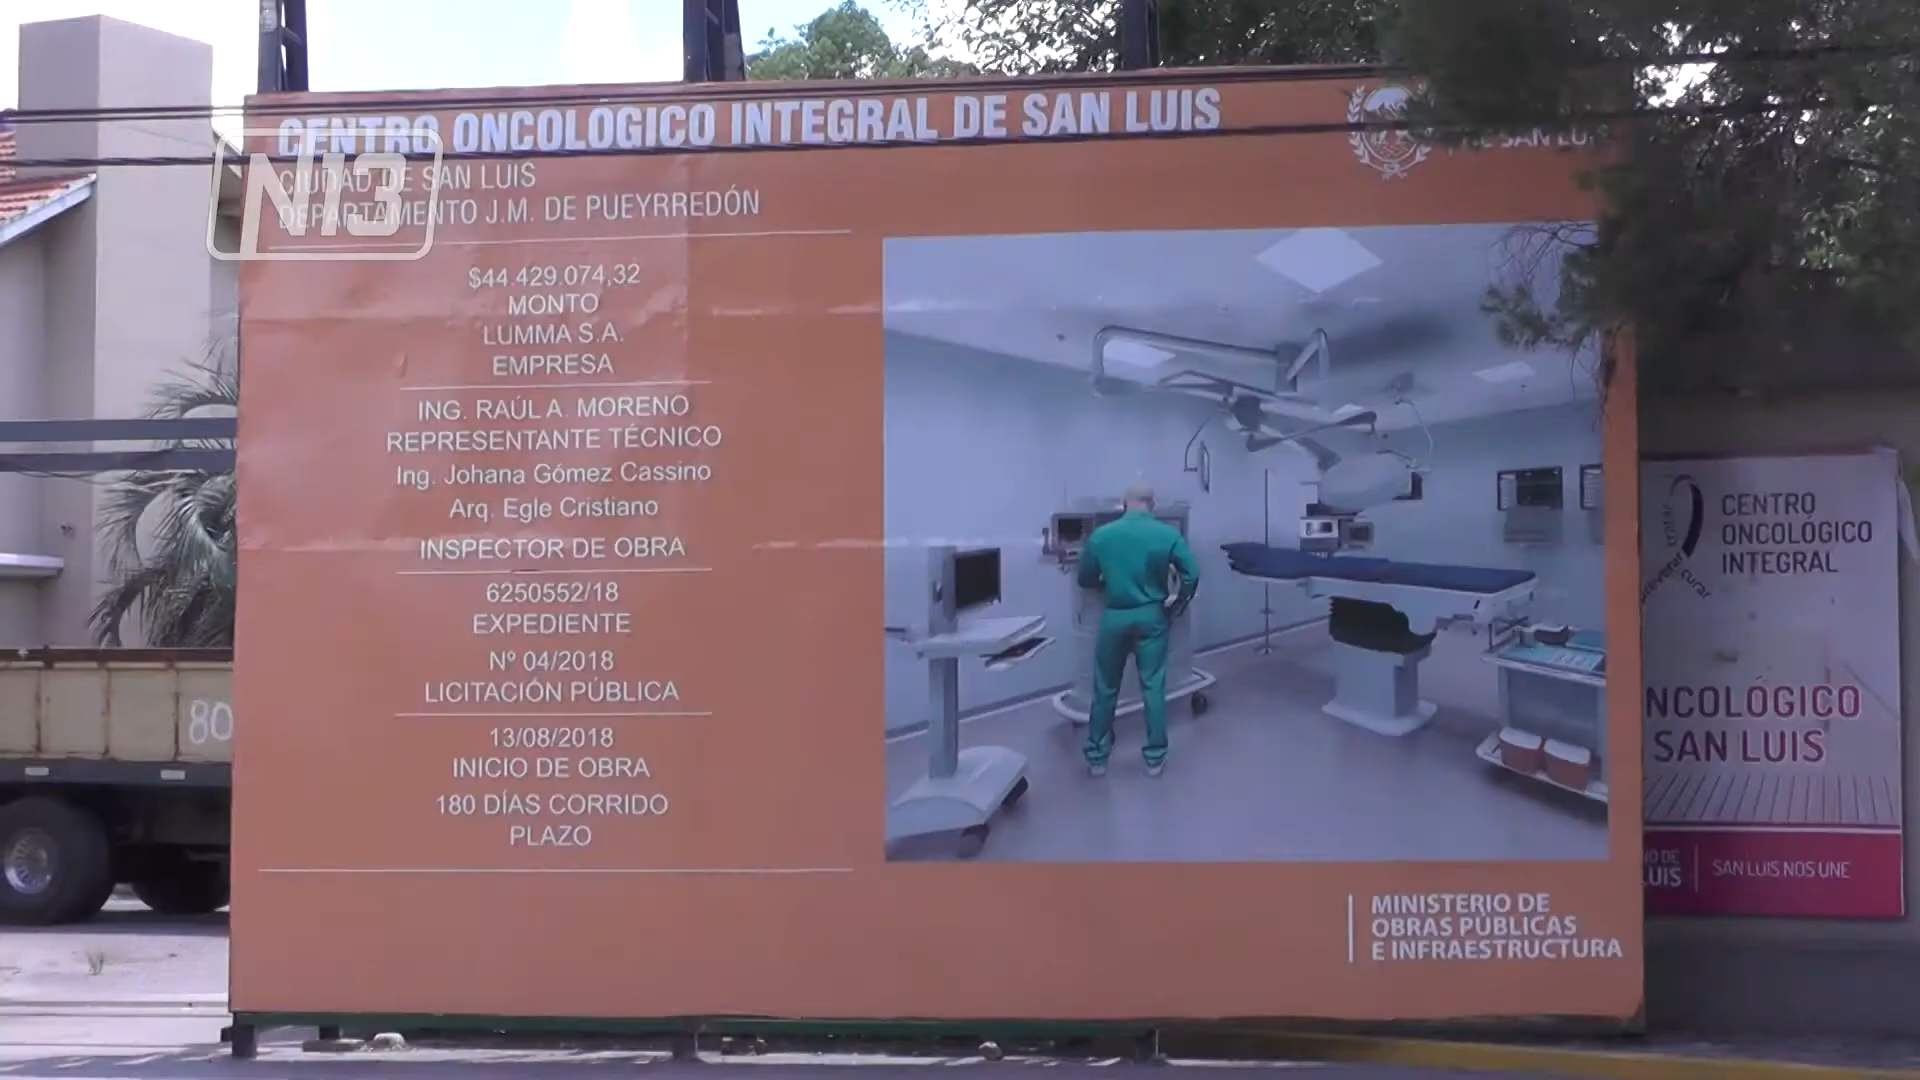 CENTRO ONCOLÓGICO INTEGRAL DE SAN LUIS
CIUDAD DE SAN LUIS
DEPARTAMENTO J.M. DE PUEYRREDÓN
N13
$44.429.074,32
MONTO
LUMMA S.A.
EMPRESA
ING. RAÚL A. MORENO
REPRESENTANTE TÉCNICO
Ing. Johana Gómez Cassino
Arq. Egle Cristiano
INSPECTOR DE OBRA
6250552/18
EXPEDIENTE
Nº 04/2018
LICITACIÓN PÚBLICA
13/08/2018
INICIO DE OBRA
180 DÍAS CORRIDO
PLAZO
MINISTERIO DE
OBRAS PÚBLICAS
E INFRAESTRUCTURA
80
CENTRO
ONCOLÓGICO
INTEGRAL
prevenir curar
NCOLÓGICO
SAN LUIS
SAN LUIS NOS UNE